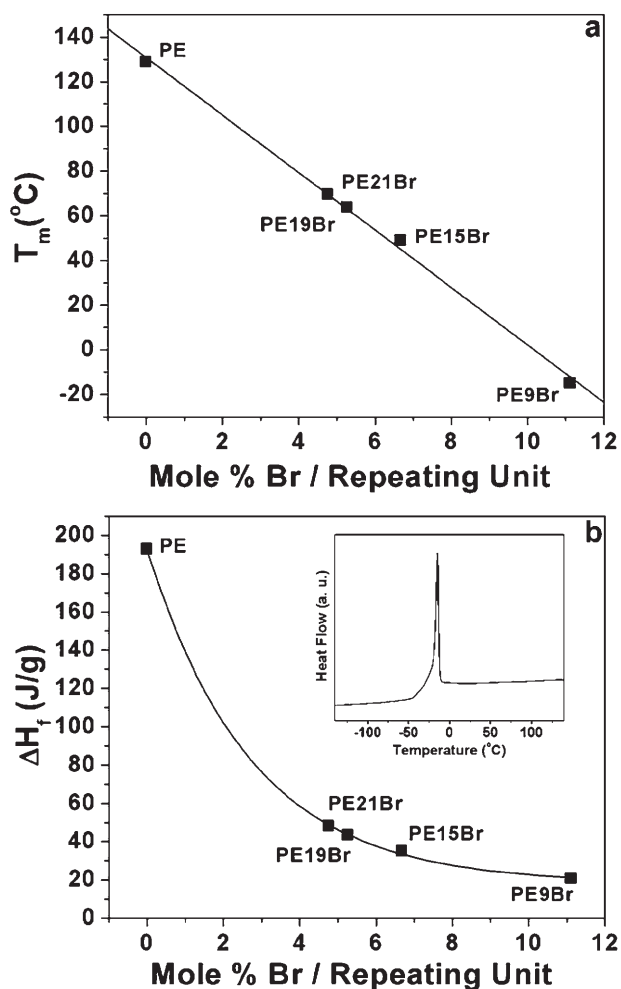 a
140
120
100
80
60
40
20
0
-20
Tm(°C)
PE
PE21Br
PE19Br
PE15Br
PE9Br
0 2 4 6 8 10 12
Mole % Br / Repeating Unit
b
200
180
160
140
120
100
80
60
40
20
0
ΔHf (J/g)
PE
PE21Br
PE19Br
PE15Br
PE9Br
Heat Flow (a. u.)
-100 -50 0 50 100
Temperature (°C)
0 2 4 6 8 10 12
Mole % Br / Repeating Unit